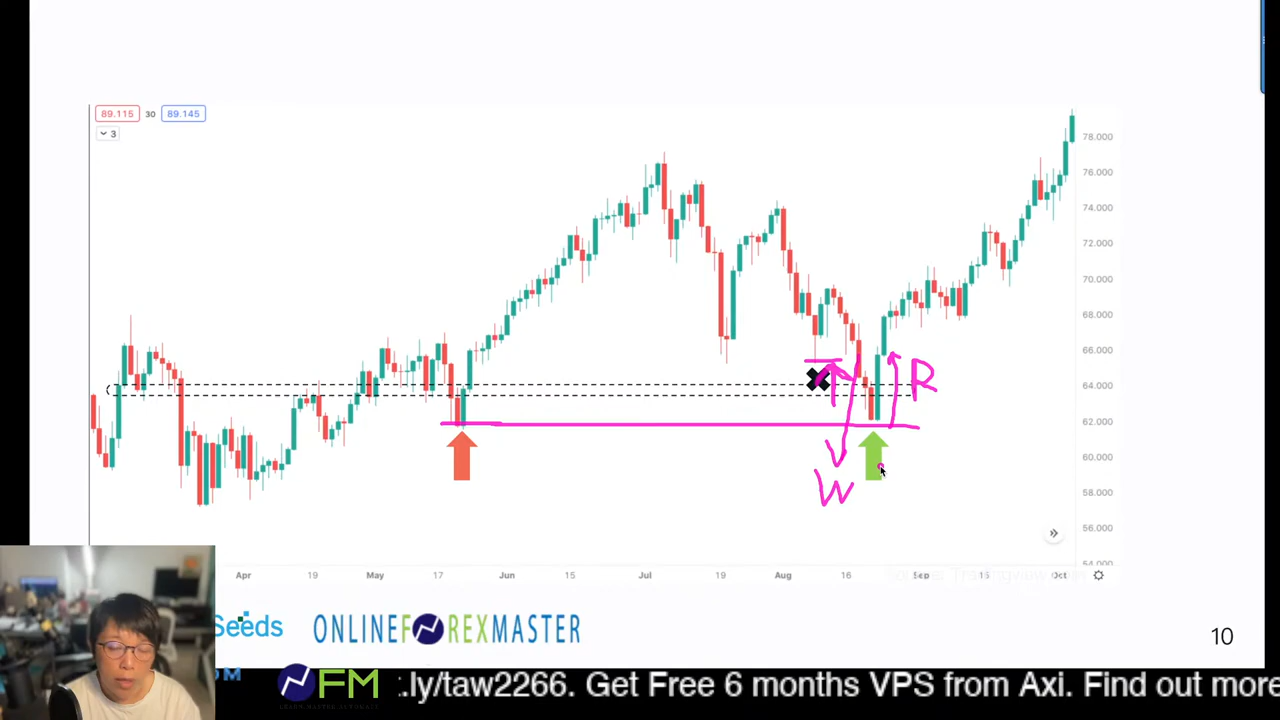 89.115 30 89.145
3
78.000
76.000
74.000
72.000
70.000
68.000
66.000
64.000
62.000
60.000
58.000
56.000
54.000
R
W
Apr 19 May 17 Jun 15 Jul 19 Aug 16 Sep 15 Oct
Seeds ONLINEFOREXMASTER
10
OM FM .ly/taw2266. Get Free 6 months VPS from Axi. Find out more